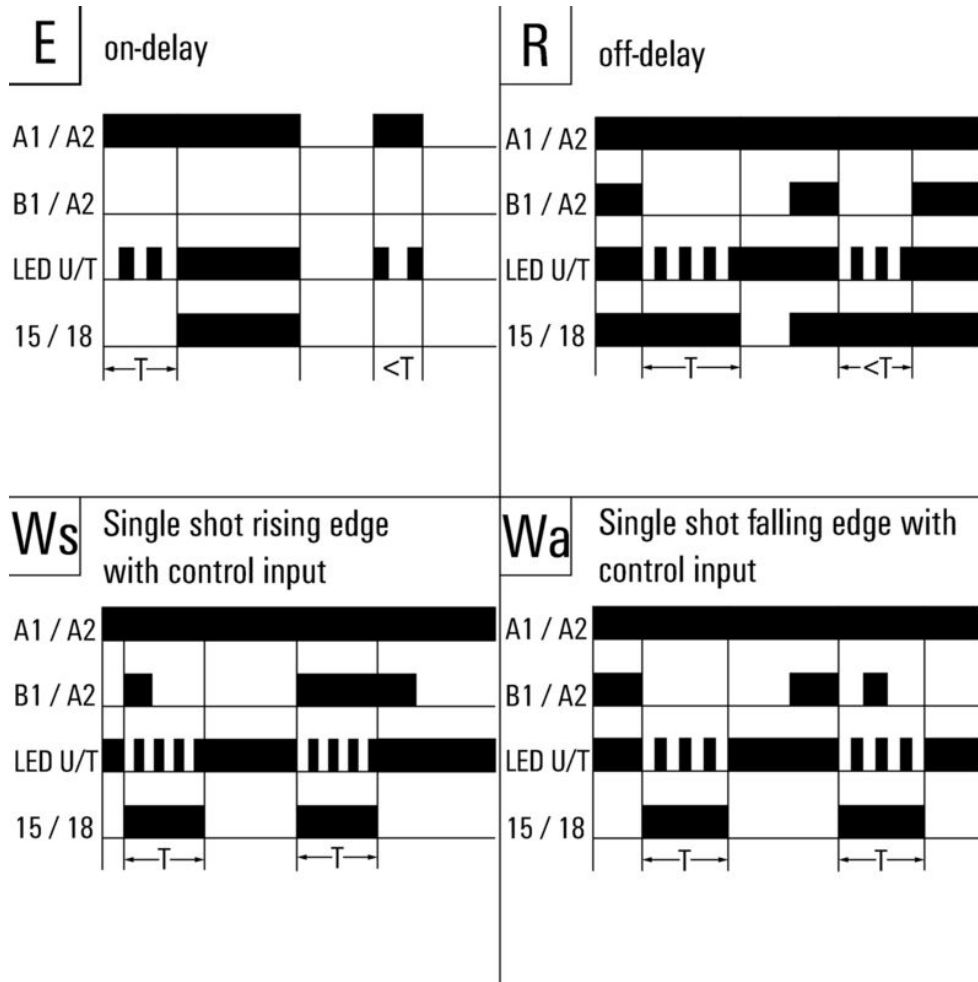 E on-delay
A1 / A2
B1 / A2
LED U/T
15 / 18
T
<T
R off-delay
A1 / A2
B1 / A2
LED U/T
15 / 18
T
<T
Ws Single shot rising edge
with control input
A1 / A2
B1 / A2
LED U/T
15 / 18
T
T
Wa Single shot falling edge with
control input
A1 / A2
B1 / A2
LED U/T
15 / 18
T
T